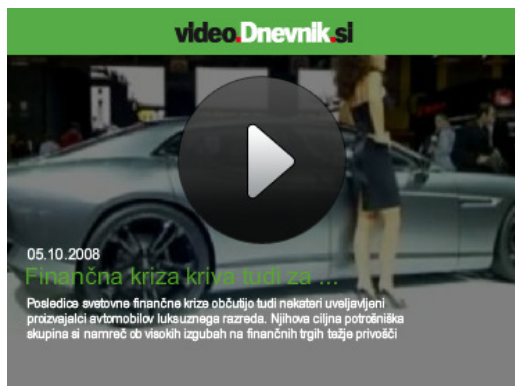 video.Dnevnik.si
05.10.2008
Finančna kriza kriva tudi za ...
Posledice svetovne finančne krize občutijo tudi nekateri uveljavljeni
proizvajalci avtomobilov luksuznega razreda. Njihova ciljna potrošniška
skupina si namreč ob visokih izgubah na finančnih trgih težje privošči